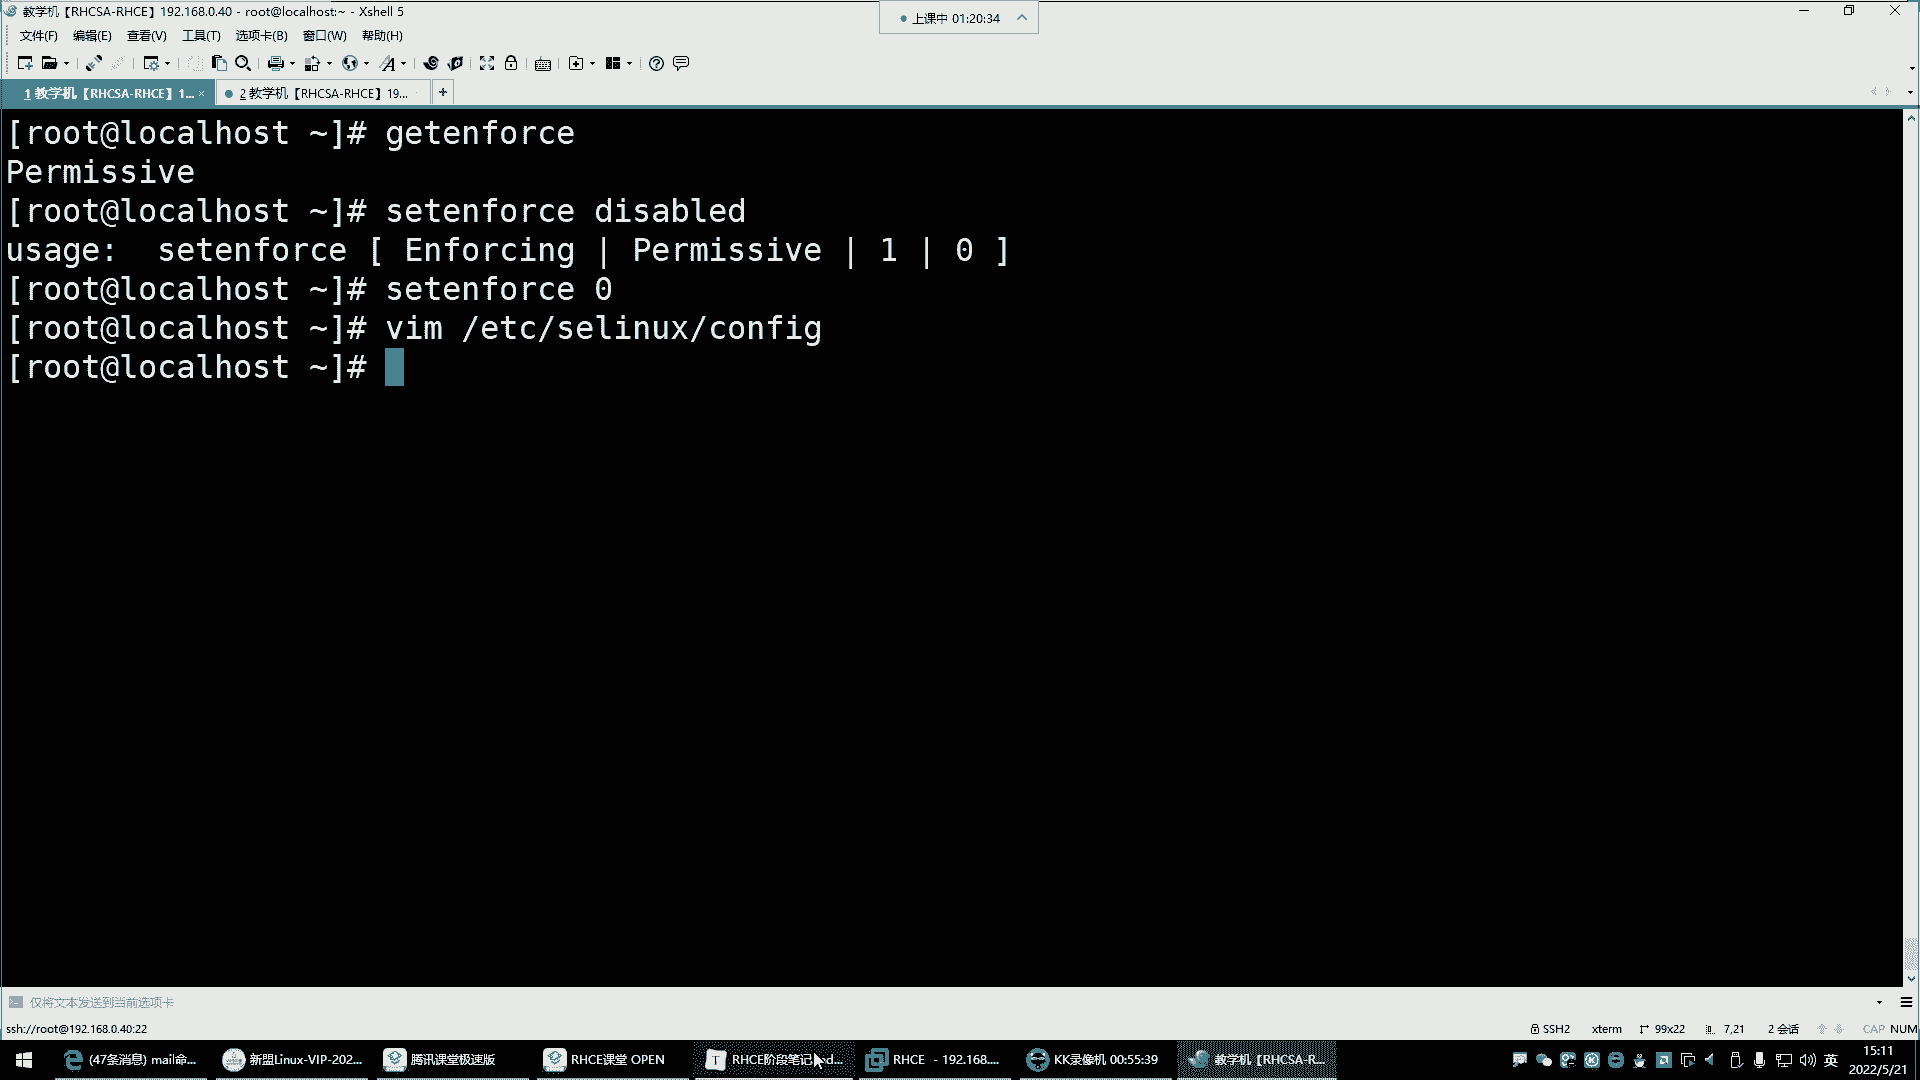 教学机【RHCSA-RHCE】192.168.0.40 - root@localhost:~ - Xshell 5
上课中 01:20:34
文件(F) 编辑(E) 查看(V) 工具(T) 选项卡(B) 窗口(W) 帮助(H)
1 教学机【RHCSA-RHCE】1... × 2 教学机【RHCSA-RHCE】19... +
[root@localhost ~]# getenforce
Permissive
[root@localhost ~]# setenforce disabled
usage:  setenforce [ Enforcing | Permissive | 1 | 0 ]
[root@localhost ~]# setenforce 0
[root@localhost ~]# vim /etc/selinux/config
[root@localhost ~]#
仅将文本发送到当前选项卡
ssh://root@192.168.0.40:22 SSH2 xterm 99x22 7,21 2 会话 CAP NUM
(47条消息) mail命... 新盟Linux-VIP-202... 腾讯课堂极速版 RHCE课堂 OPEN RHCE阶段笔记 d... RHCE - 192.168.... KK录像机 00:55:39 教学机【RHCSA-R... 英 15:11
2022/5/21